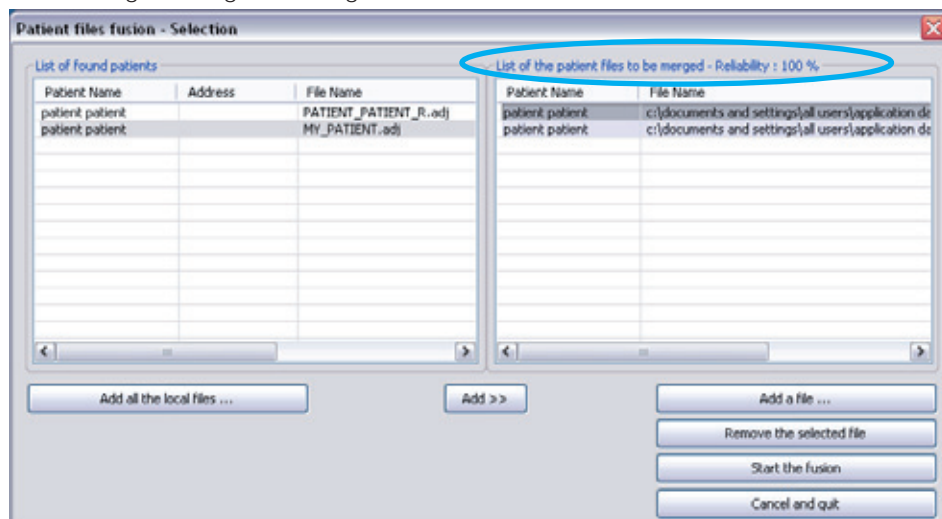 Patient files fusion - Selection
List of found patients
List of the patient files to be merged - Reliability : 100 %
Patient Name Address File Name
Patient Name File Name
patient patient PATIENT_PATIENT_R.adj
patient patient c:\documents and settings\all users\application da
patient patient MY_PATIENT.adj
patient patient c:\documents and settings\all users\application da
Add all the local files ...
Add >>
Add a file ...
Remove the selected file
Start the fusion
Cancel and quit